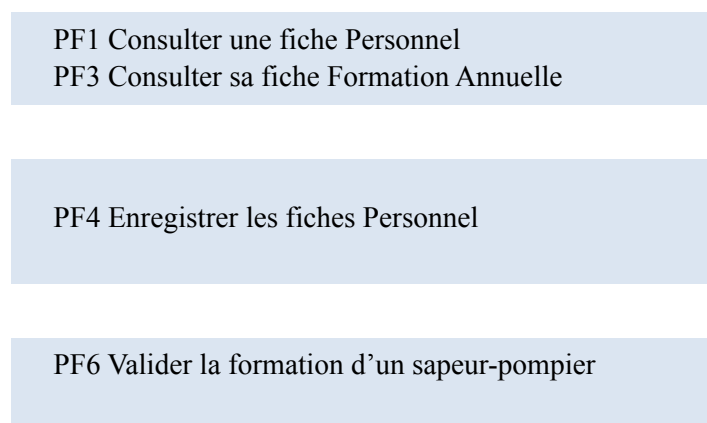 PF1 Consulter une fiche Personnel
PF3 Consulter sa fiche Formation Annuelle
PF4 Enregistrer les fiches Personnel
PF6 Valider la formation d’un sapeur-pompier